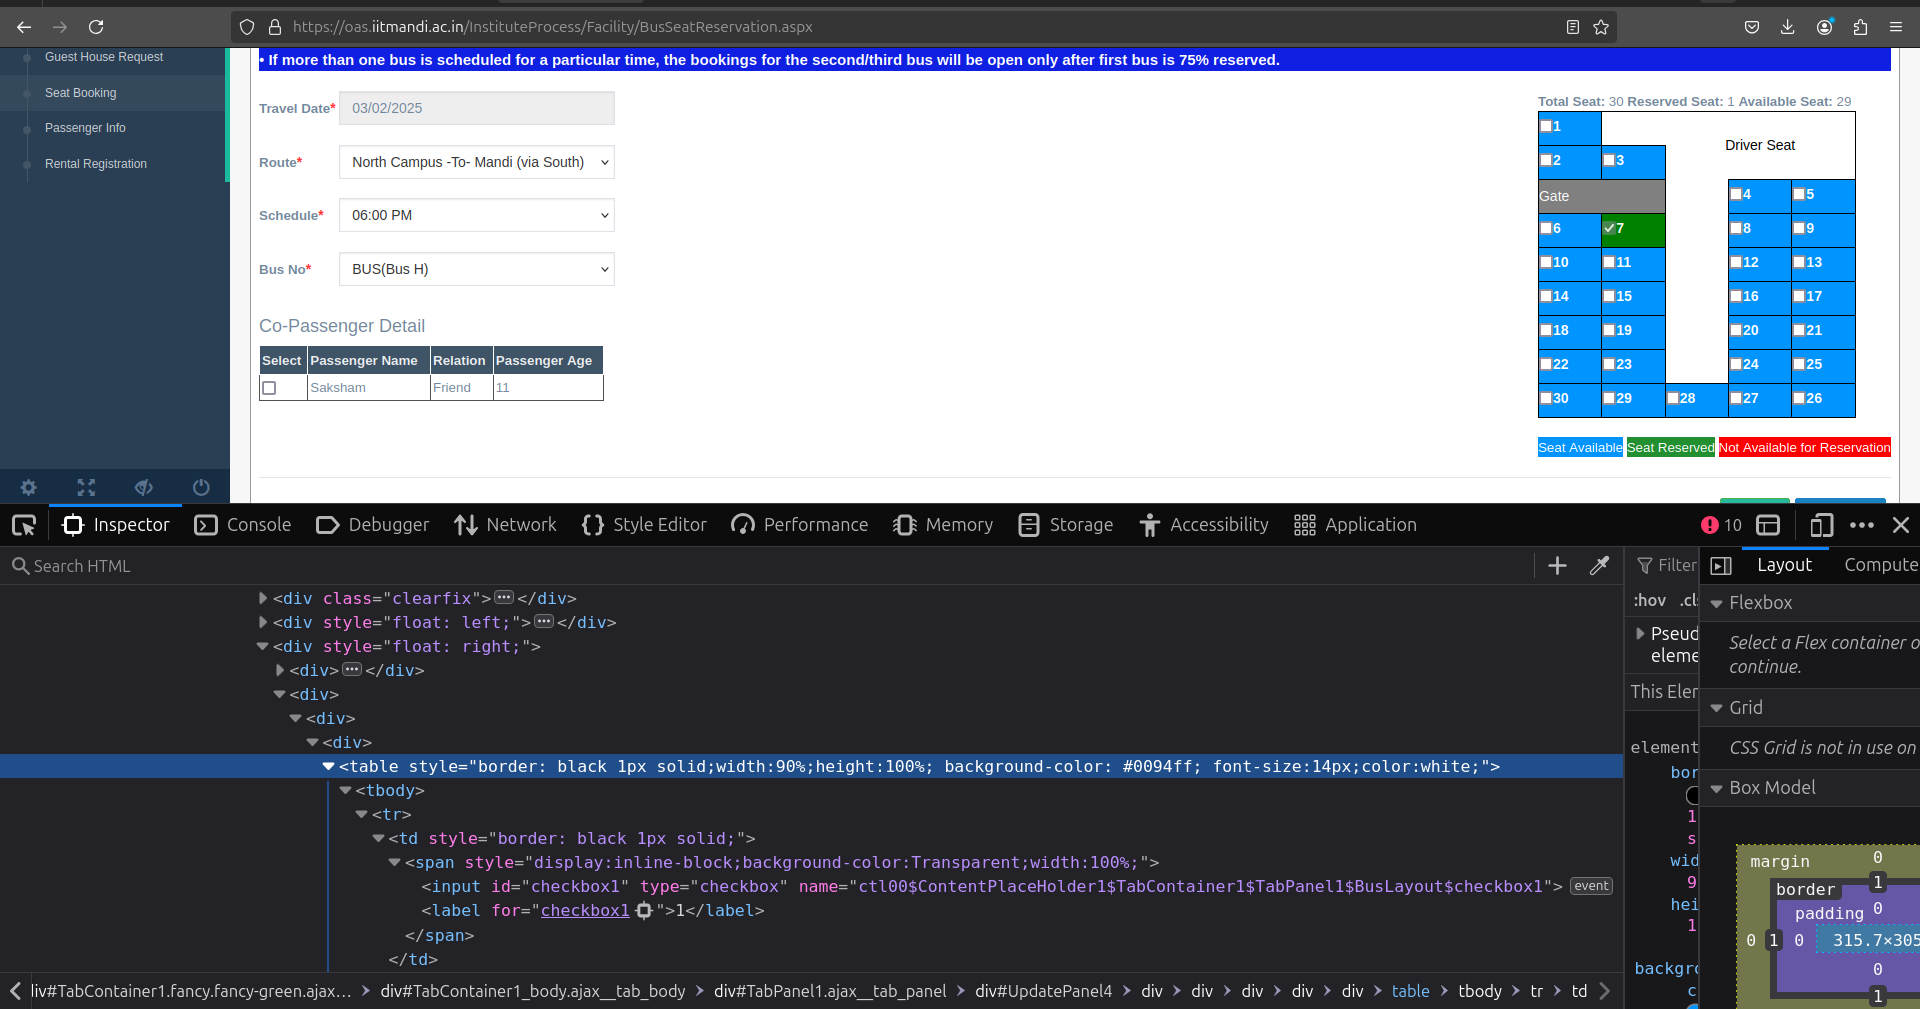 https://oas.iitmandi.ac.in/InstituteProcess/Facility/BusSeatReservation.aspx
Guest House Request
Seat Booking
Passenger Info
Rental Registration
• If more than one bus is scheduled for a particular time, the bookings for the second/third bus will be open only after first bus is 75% reserved.
Travel Date* 03/02/2025
Route* North Campus -To- Mandi (via South)
Schedule* 06:00 PM
Bus No* BUS(Bus H)
Co-Passenger Detail
Select Passenger Name Relation Passenger Age
Saksham Friend 11
Total Seat: 30 Reserved Seat: 1 Available Seat: 29
1 Driver Seat
2 3
Gate 4 5
6 7 8 9
10 11 12 13
14 15 16 17
18 19 20 21
22 23 24 25
30 29 28 27 26
Seat Available Seat Reserved Not Available for Reservation
Inspector Console Debugger Network Style Editor Performance Memory Storage Accessibility Application 10
Search HTML
<div class="clearfix"> </div>
<div style="float: left;"> </div>
<div style="float: right;">
<div> </div>
<div>
<div>
<div>
<table style="border: black 1px solid;width:90%;height:100%; background-color: #0094ff; font-size:14px;color:white;">
<tbody>
<tr>
<td style="border: black 1px solid;">
<span style="display:inline-block;background-color:Transparent;width:100%;">
<input id="checkbox1" type="checkbox" name="ctl00$ContentPlaceHolder1$TabContainer1$TabPanel1$BusLayout$checkbox1"> event
<label for="checkbox1">1</label>
</span>
</td>
div#TabContainer1.fancy.fancy-green.ajax… > div#TabContainer1_body.ajax__tab_body > div#TabPanel1.ajax__tab_panel > div#UpdatePanel4 > div > div > div > div > div > table > tbody > tr > td
Filter
:hov .cls
Pseud
eleme
This Eler
element
bor
1
s
wid
9
hei
1
backgro
c
Layout Compute
Flexbox
Select a Flex container o
continue.
Grid
CSS Grid is not in use on
Box Model
margin 0
border 1
padding 0
0 1 0 315.7×305
0
1